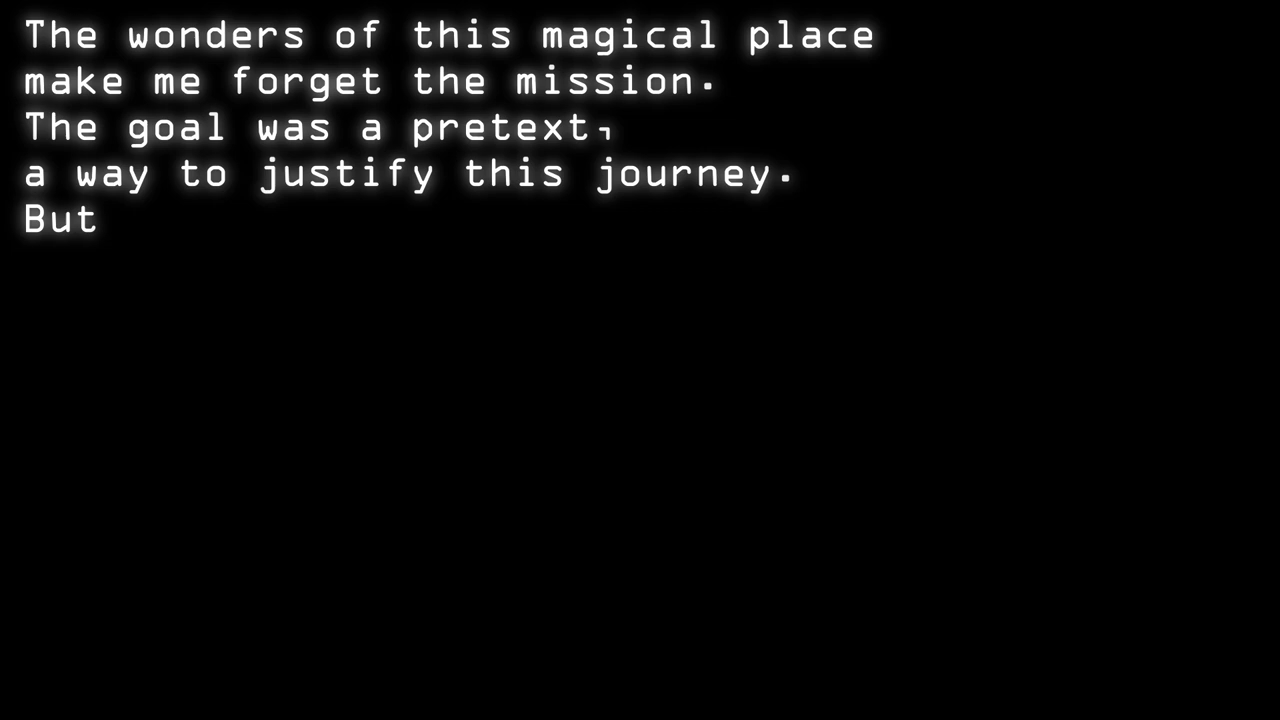 The wonders of this magical place
make me forget the mission.
The goal was a pretext,
a way to justify this journey.
But